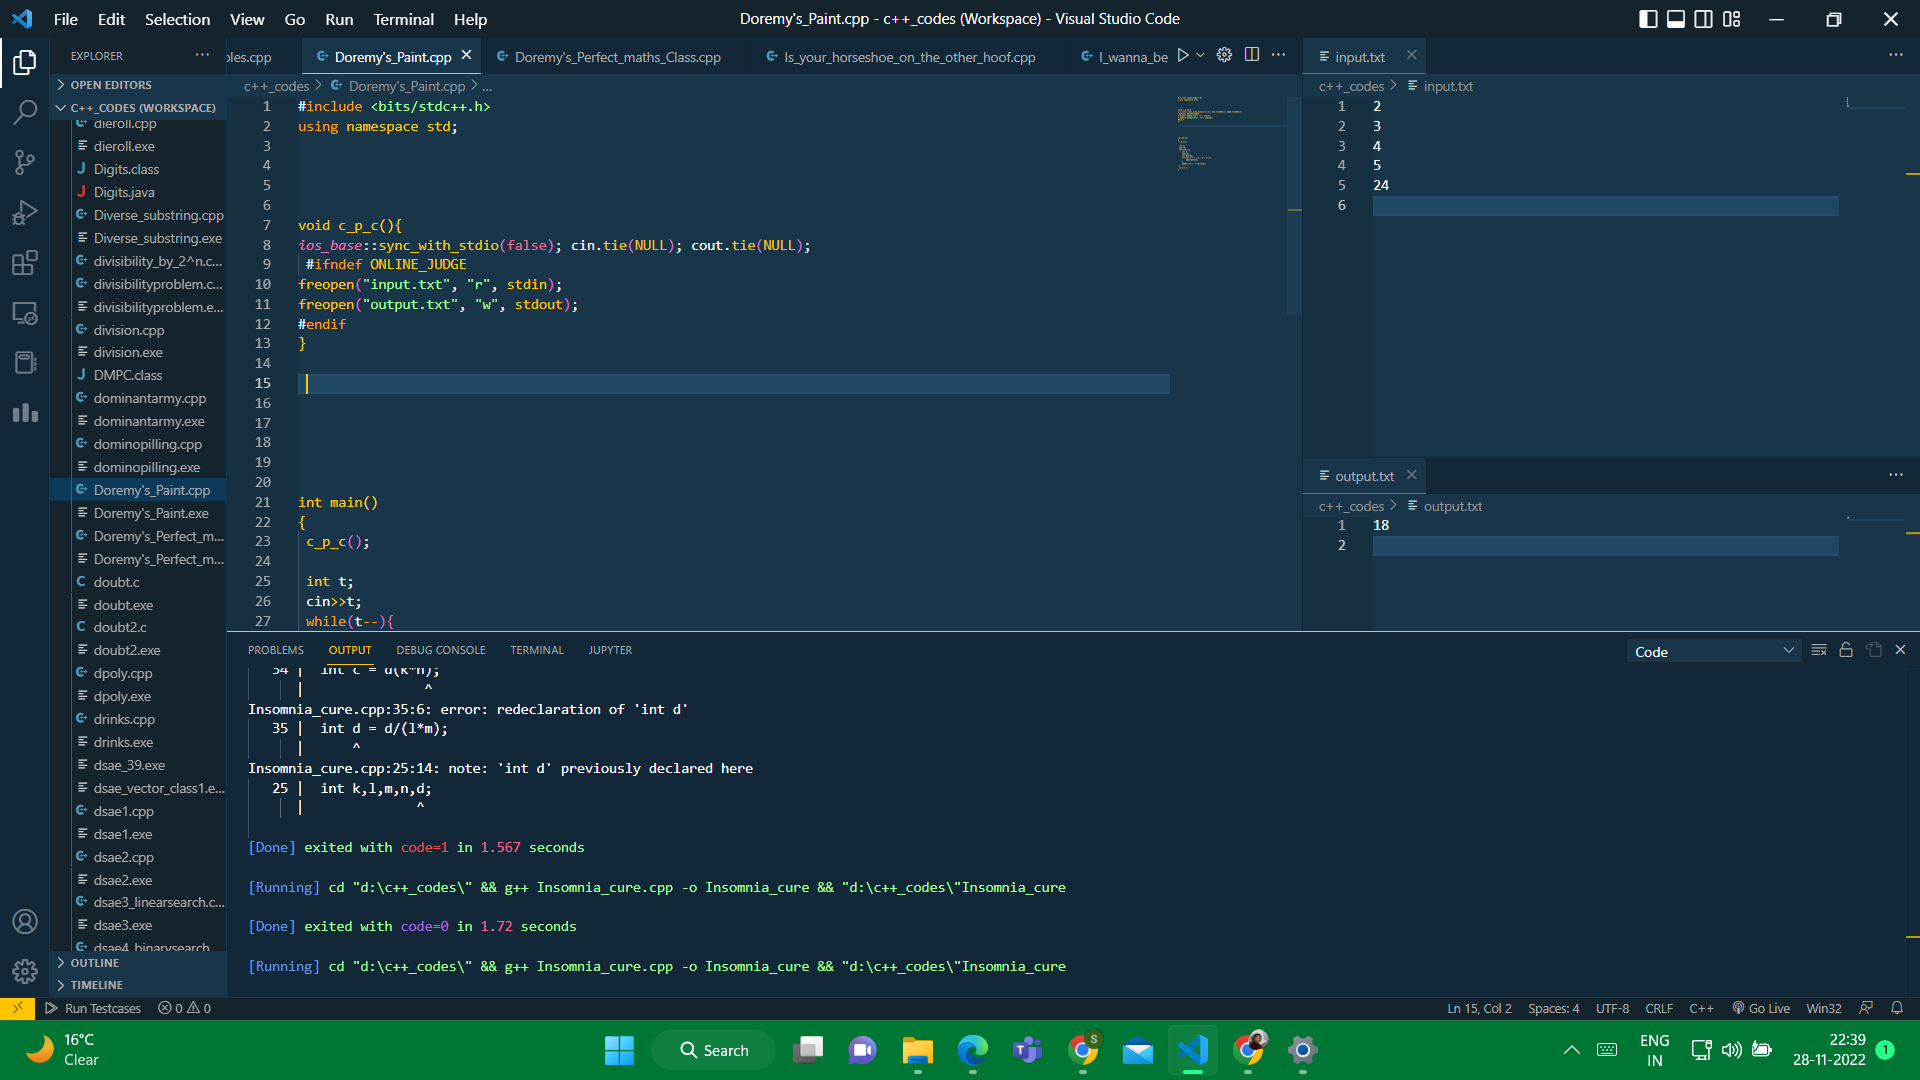 File Edit Selection View Go Run Terminal Help
Doremy's_Paint.cpp - c++_codes (Workspace) - Visual Studio Code
EXPLORER
OPEN EDITORS
C++_CODES (WORKSPACE)
dieroll.cpp
dieroll.exe
Digits.class
Digits.java
Diverse_substring.cpp
Diverse_substring.exe
divisibility_by_2^n.c...
divisibilityproblem.c...
divisibilityproblem.e...
division.cpp
division.exe
DMPC.class
dominantarmy.cpp
dominantarmy.exe
dominopilling.cpp
dominopilling.exe
Doremy's_Paint.cpp
Doremy's_Paint.exe
Doremy's_Perfect_m...
Doremy's_Perfect_m...
doubt.c
doubt.exe
doubt2.c
doubt2.exe
dpoly.cpp
dpoly.exe
drinks.cpp
drinks.exe
dsae_39.exe
dsae_vector_class1.e...
dsae1.cpp
dsae1.exe
dsae2.cpp
dsae2.exe
dsae3_linearsearch.c...
dsae3.exe
dsae4_binarysearch
OUTLINE
TIMELINE
ples.cpp Doremy's_Paint.cpp Doremy's_Perfect_maths_Class.cpp Is_your_horseshoe_on_the_other_hoof.cpp I_wanna_be
c++_codes > Doremy's_Paint.cpp > ...
1 #include <bits/stdc++.h>
2 using namespace std;
3
4
5
6
7 void c_p_c(){
8 ios_base::sync_with_stdio(false); cin.tie(NULL); cout.tie(NULL);
9 #ifndef ONLINE_JUDGE
10 freopen("input.txt", "r", stdin);
11 freopen("output.txt", "w", stdout);
12 #endif
13 }
14
15
16
17
18
19
20
21 int main()
22 {
23 c_p_c();
24
25 int t;
26 cin>>t;
27 while(t--){
input.txt
c++_codes > input.txt
1 2
2 3
3 4
4 5
5 24
6
output.txt
c++_codes > output.txt
1 18
2
PROBLEMS OUTPUT DEBUG CONSOLE TERMINAL JUPYTER
Code
34 | int c = d(k*n);
| ^
Insomnia_cure.cpp:35:6: error: redeclaration of 'int d'
35 | int d = d/(l*m);
| ^
Insomnia_cure.cpp:25:14: note: 'int d' previously declared here
25 | int k,l,m,n,d;
| ^
[Done] exited with code=1 in 1.567 seconds
[Running] cd "d:\c++_codes\" && g++ Insomnia_cure.cpp -o Insomnia_cure && "d:\c++_codes\"Insomnia_cure
[Done] exited with code=0 in 1.72 seconds
[Running] cd "d:\c++_codes\" && g++ Insomnia_cure.cpp -o Insomnia_cure && "d:\c++_codes\"Insomnia_cure
Run Testcases 0 0
Ln 15, Col 2 Spaces: 4 UTF-8 CRLF C++ Go Live Win32
16°C
Clear
Search
S
ENG
IN
22:39
28-11-2022
1